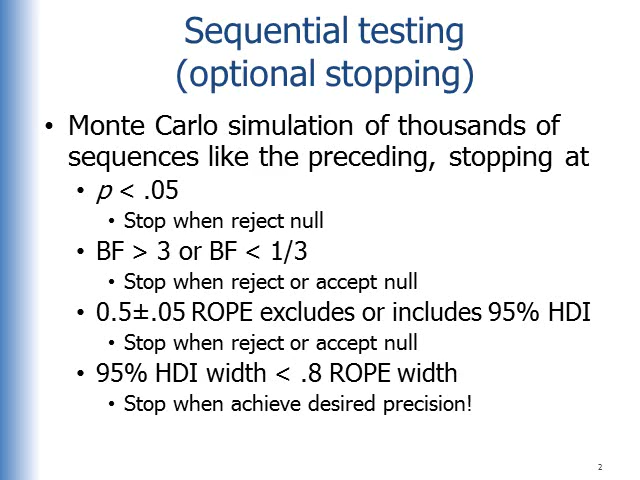 Sequential testing
(optional stopping)
• Monte Carlo simulation of thousands of
sequences like the preceding, stopping at
• p < .05
• Stop when reject null
• BF > 3 or BF < 1/3
• Stop when reject or accept null
• 0.5±.05 ROPE excludes or includes 95% HDI
• Stop when reject or accept null
• 95% HDI width < .8 ROPE width
• Stop when achieve desired precision!
2